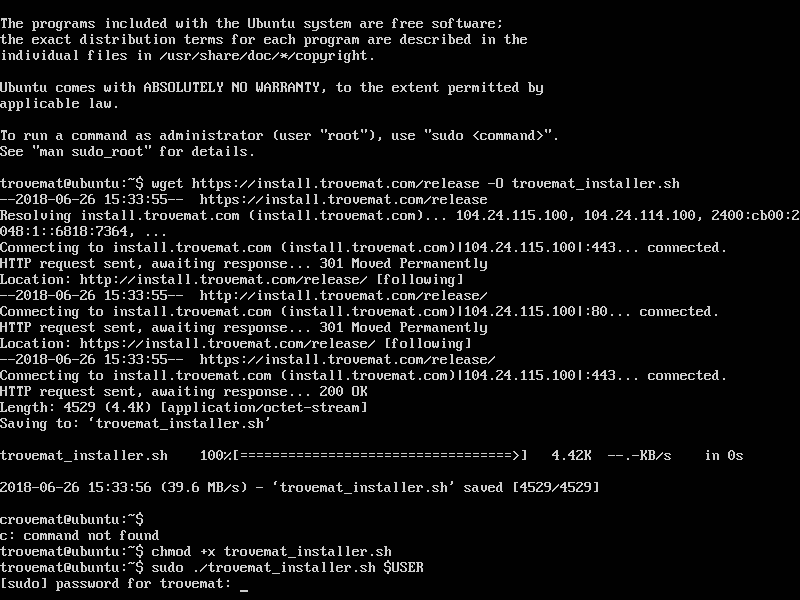 The programs included with the Ubuntu system are free software;
the exact distribution terms for each program are described in the
individual files in /usr/share/doc/*/copyright.
Ubuntu comes with ABSOLUTELY NO WARRANTY, to the extent permitted by
applicable law.
To run a command as administrator (user "root"), use "sudo <command>".
See "man sudo_root" for details.
trovemat@ubuntu:~$ wget https://install.trovemat.com/release -O trovemat_installer.sh
--2018-06-26 15:33:55--  https://install.trovemat.com/release
Resolving install.trovemat.com (install.trovemat.com)... 104.24.115.100, 104.24.114.100, 2400:cb00:2
048:1::6818:7364, ...
Connecting to install.trovemat.com (install.trovemat.com)|104.24.115.100|:443... connected.
HTTP request sent, awaiting response... 301 Moved Permanently
Location: http://install.trovemat.com/release/ [following]
--2018-06-26 15:33:55--  http://install.trovemat.com/release/
Connecting to install.trovemat.com (install.trovemat.com)|104.24.115.100|:80... connected.
HTTP request sent, awaiting response... 301 Moved Permanently
Location: https://install.trovemat.com/release/ [following]
--2018-06-26 15:33:55--  https://install.trovemat.com/release/
Connecting to install.trovemat.com (install.trovemat.com)|104.24.115.100|:443... connected.
HTTP request sent, awaiting response... 200 OK
Length: 4529 (4.4K) [application/octet-stream]
Saving to: ‘trovemat_installer.sh’
trovemat_installer.sh    100%[==================================>]   4.42K  --.-KB/s    in 0s
2018-06-26 15:33:56 (39.6 MB/s) - ‘trovemat_installer.sh’ saved [4529/4529]
crovemat@ubuntu:~$
c: command not found
trovemat@ubuntu:~$ chmod +x trovemat_installer.sh
trovemat@ubuntu:~$ sudo ./trovemat_installer.sh $USER
[sudo] password for trovemat: _